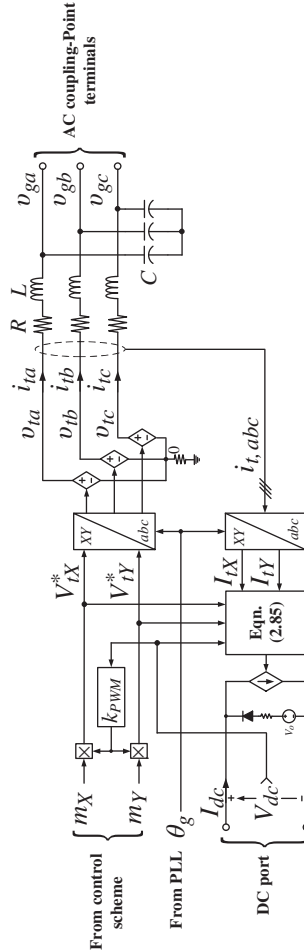 From control
scheme
m_X
m_Y
k_PWM
V*_tX
V*_tY
XY
abc
v_ta
v_tb
v_tc
i_ta
i_tb
i_tc
R
L
C
v_ga
v_gb
v_gc
AC coupling-Point
terminals
0
From PLL
θ_g
DC port
I_dc
V_dc
+
−
V_o
Eqn.
(2.85)
I_tX
I_tY
XY
abc
i_t,abc